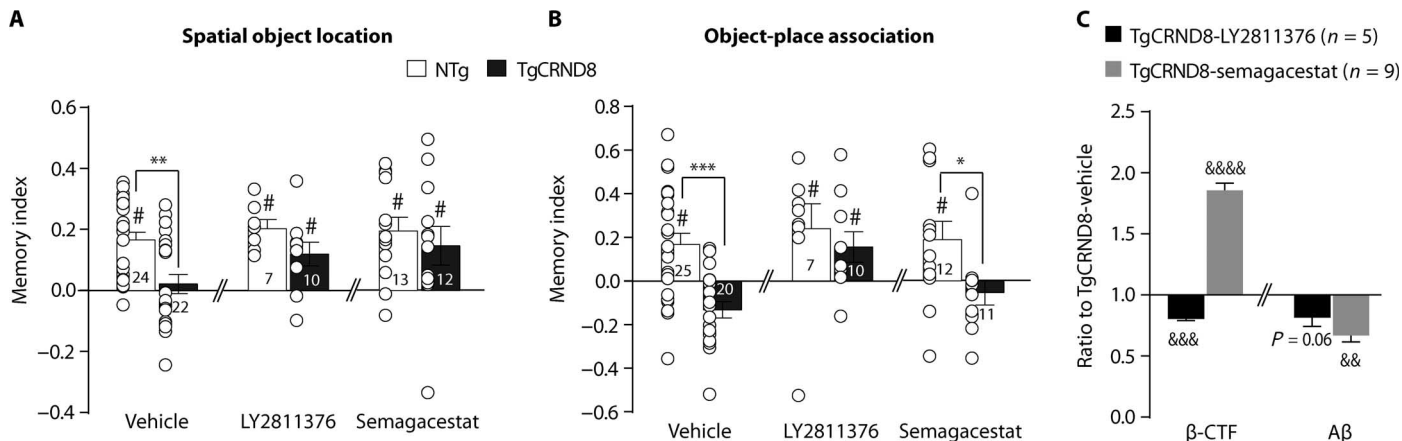 A
Spatial object location
B
Object-place association
C
TgCRND8-LY2811376 (n = 5)
TgCRND8-semagacestat (n = 9)
NTg
TgCRND8
Memory index
0.6
0.4
0.2
0.0
−0.2
−0.4
**
#
#
#
#
#
24
22
7
10
13
12
Vehicle
LY2811376
Semagacestat
Memory index
0.8
0.6
0.4
0.2
0.0
−0.2
−0.4
−0.6
***
*
#
#
#
#
25
20
7
10
12
11
Vehicle
LY2811376
Semagacestat
Ratio to TgCRND8-vehicle
2.5
2.0
1.5
1.0
0.5
0.0
&&&&
&&&
P = 0.06
&&
β-CTF
Aβ